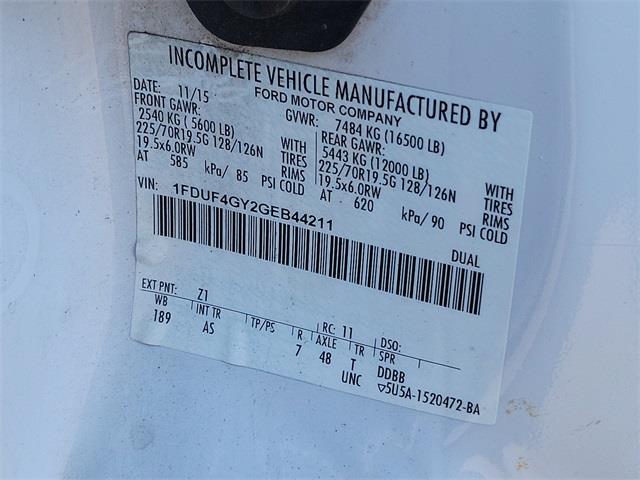 INCOMPLETE VEHICLE MANUFACTURED BY
FORD MOTOR COMPANY
DATE: 11/15 GVWR: 7484 KG (16500 LB)
FRONT GAWR: REAR GAWR:
2540 KG (5600 LB) WITH 5443 KG (12000 LB) WITH
225/70R19.5G 128/126N TIRES 225/70R19.5G 128/126N TIRES
19.5x6.0RW RIMS 19.5x6.0RW RIMS
AT 585 kPa/ 85 PSI COLD AT 620 kPa/90 PSI COLD
VIN: 1FDUF4GY2GEB44211
DUAL
EXT PNT: Z1 RC: 11 DSO:
WB INT TR TP/PS R AXLE TR SPR
189 AS 7 48 T DDBB
UNC ▽5U5A-1520472-BA